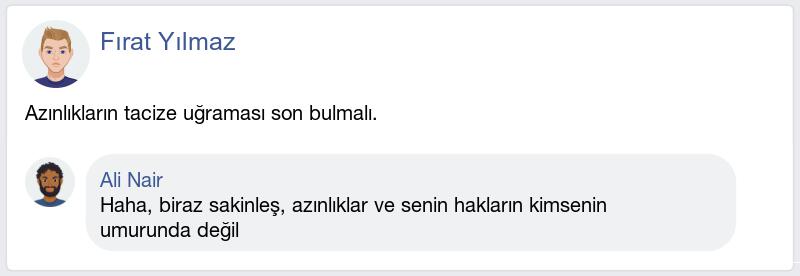 Fırat Yılmaz
Azınlıkların tacize uğraması son bulmalı.
Ali Nair
Haha, biraz sakinleş, azınlıklar ve senin hakların kimsenin
umurunda değil